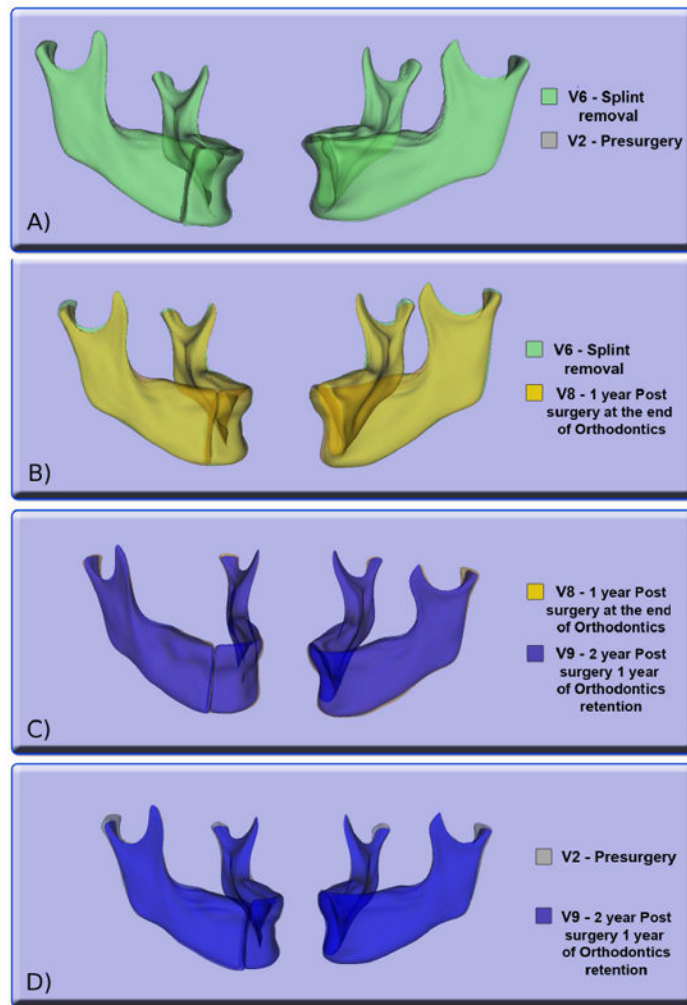 V6 - Splint
removal
V2 - Presurgery
A)
V6 - Splint
removal
V8 - 1 year Post
surgery at the end
of Orthodontics
B)
V8 - 1 year Post
surgery at the end
of Orthodontics
V9 - 2 year Post
surgery 1 year
of Orthodontics
retention
C)
V2 - Presurgery
V9 - 2 year Post
surgery 1 year
of Orthodontics
retention
D)